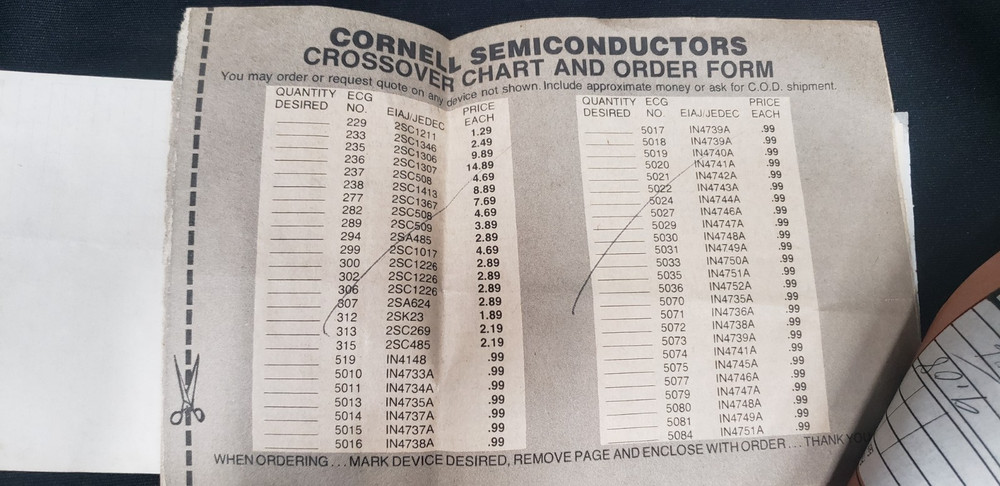 CORNELL SEMICONDUCTORS
CROSSOVER CHART AND ORDER FORM
You may order or request quote on any device not shown. Include approximate money or ask for C.O.D. shipment.
QUANTITY ECG PRICE
DESIRED NO. EIAJ/JEDEC EACH
229 2SC1211 1.29
233 2SC1346 2.49
235 2SC1306 9.89
236 2SC1307 14.89
237 2SC508 4.69
238 2SC1413 8.89
277 2SC1367 7.69
282 2SC508 4.69
289 2SC509 3.89
294 2SA485 2.89
299 2SC1017 4.69
300 2SC1226 2.89
302 2SC1226 2.89
306 2SC1226 2.89
307 2SA624 2.89
312 2SK23 1.89
313 2SC269 2.19
315 2SC485 2.19
519 IN4148 .99
5010 IN4733A .99
5011 IN4734A .99
5013 IN4735A .99
5014 IN4737A .99
5015 IN4737A .99
5016 IN4738A .99
QUANTITY ECG PRICE
DESIRED NO. EIAJ/JEDEC EACH
5017 IN4739A .99
5018 IN4739A .99
5019 IN4740A .99
5020 IN4741A .99
5021 IN4742A .99
5022 IN4743A .99
5024 IN4744A .99
5027 IN4746A .99
5029 IN4747A .99
5030 IN4748A .99
5031 IN4749A .99
5033 IN4750A .99
5035 IN4751A .99
5036 IN4752A .99
5070 IN4735A .99
5071 IN4736A .99
5072 IN4738A .99
5073 IN4739A .99
5074 IN4741A .99
5075 IN4745A .99
5077 IN4746A .99
5079 IN4747A .99
5080 IN4748A .99
5081 IN4749A .99
5084 IN4751A .99
WHEN ORDERING...MARK DEVICE DESIRED, REMOVE PAGE AND ENCLOSE WITH ORDER...THANK YOU